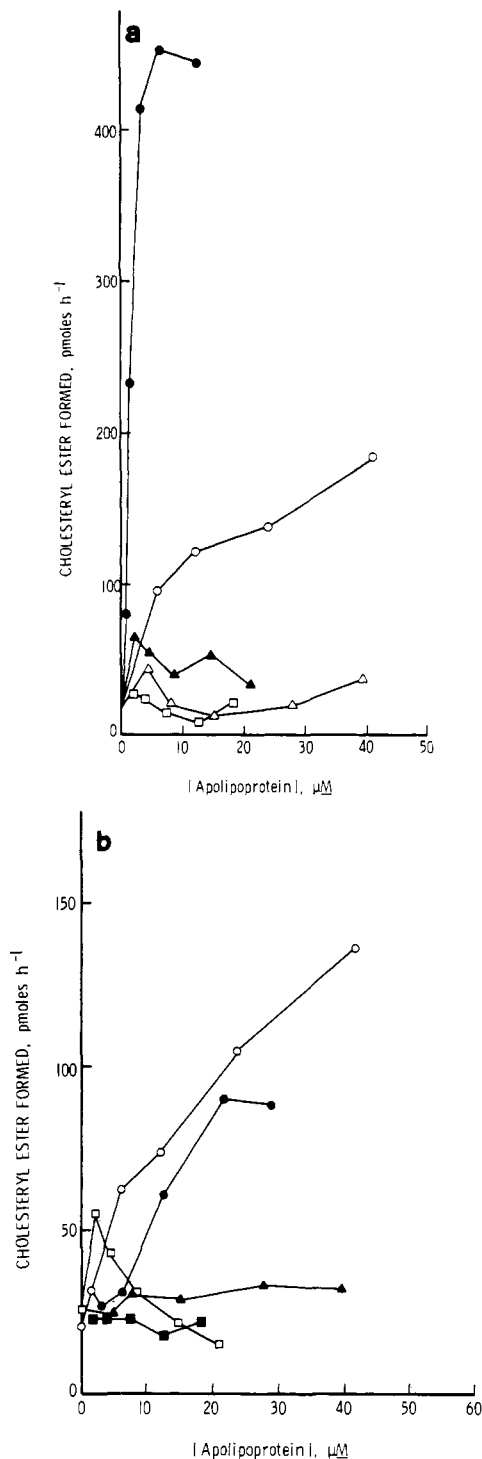 a
400
300
200
100
0
0 10 20 30 40 50
CHOLESTERYL ESTER FORMED, pmoles h⁻¹
[Apolipoprotein], μM
b
150
100
50
0
0 10 20 30 40 50 60
CHOLESTERYL ESTER FORMED, pmoles h⁻¹
[Apolipoprotein], μM